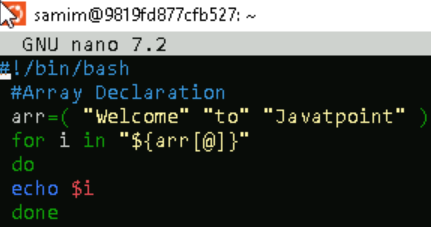 samim@9819fd877cfb527: ~
GNU nano 7.2
#!/bin/bash
#Array Declaration
arr=( "Welcome" "to" "Javatpoint" )
for i in "${arr[@]}"
do
echo $i
done